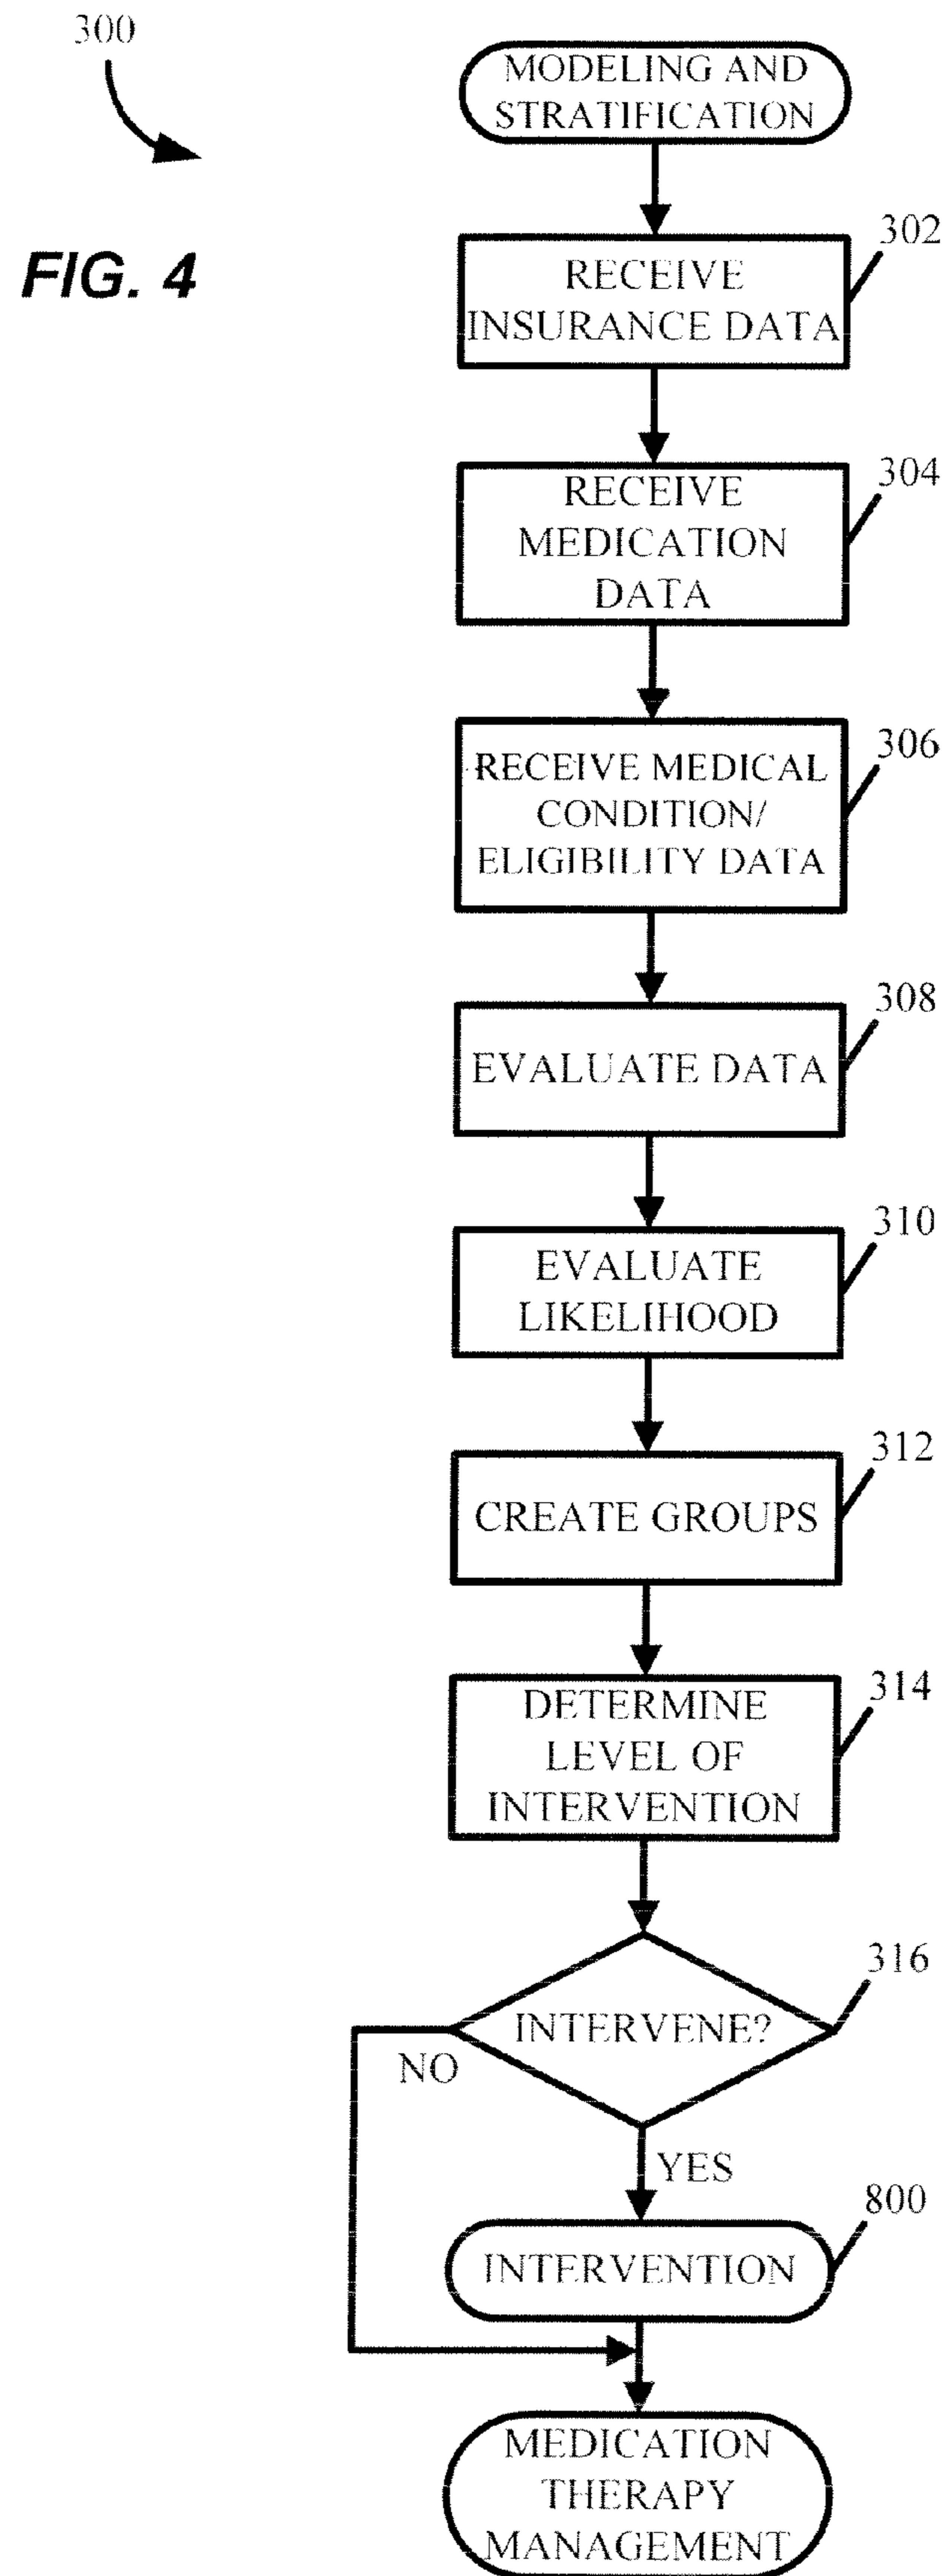 300
MODELING AND
STRATIFICATION
FIG. 4
302
RECEIVE
INSURANCE DATA
304
RECEIVE
MEDICATION
DATA
306
RECEIVE MEDICAL
CONDITION/
ELIGIBILITY DATA
308
EVALUATE DATA
310
EVALUATE
LIKELIHOOD
312
CREATE GROUPS
314
DETERMINE
LEVEL OF
INTERVENTION
316
INTERVENE?
NO
YES
800
INTERVENTION
MEDICATION
THERAPY
MANAGEMENT